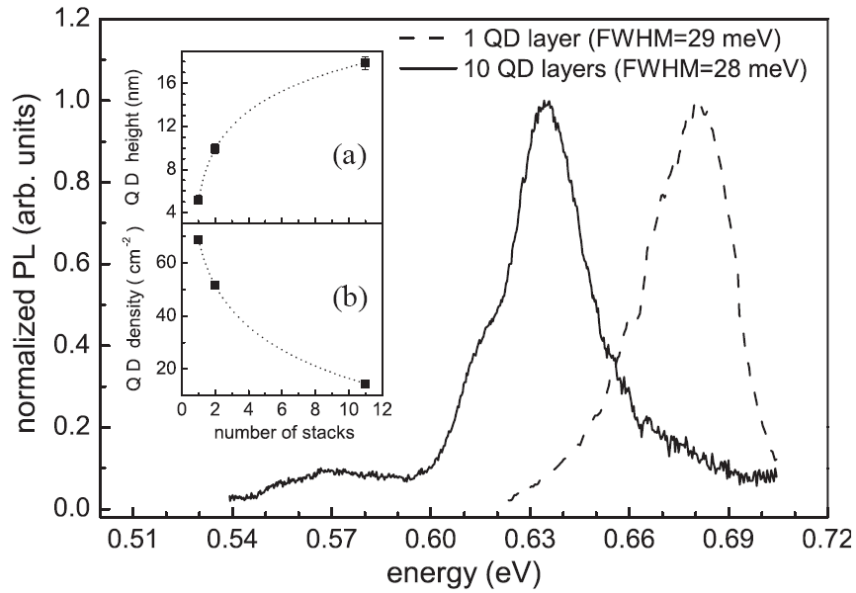 1 QD layer (FWHM=29 meV)
10 QD layers (FWHM=28 meV)
normalized PL (arb. units)
1.2
1.0
0.8
0.6
0.4
0.2
0.0
0.51 0.54 0.57 0.60 0.63 0.66 0.69 0.72
energy (eV)
QD height (nm)
16
12
8
4
(a)
QD density ( cm⁻²)
60
40
20
(b)
0 2 4 6 8 10 12
number of stacks